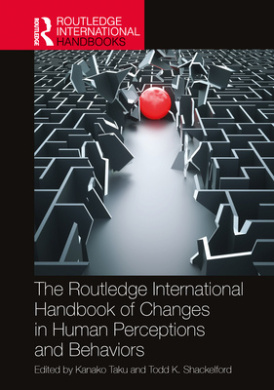 ROUTLEDGE
ROUTLEDGE
INTERNATIONAL
HANDBOOKS
The Routledge International
Handbook of Changes
in Human Perceptions
and Behaviors
Edited by Kanako Taku and Todd K. Shackelford